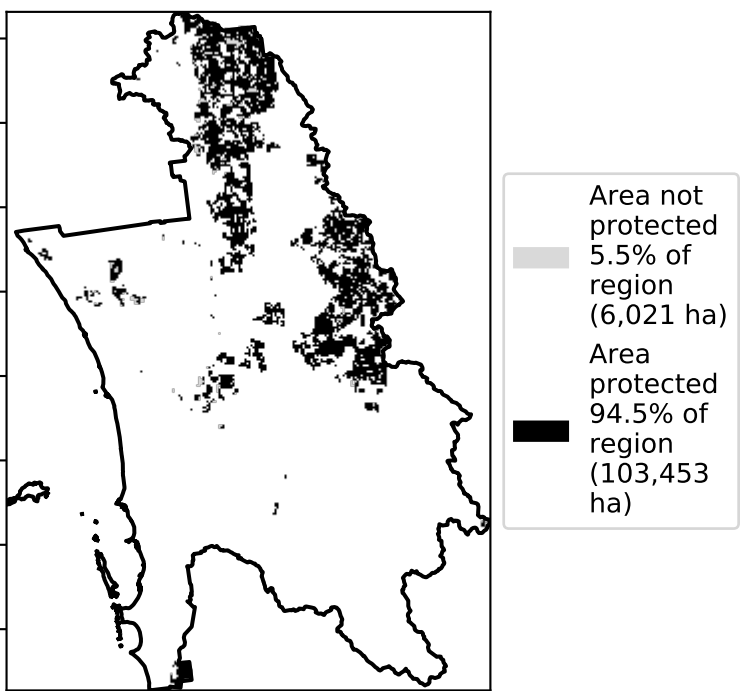 Area not
protected
5.5% of
region
(6,021 ha)
Area
protected
94.5% of
region
(103,453
ha)